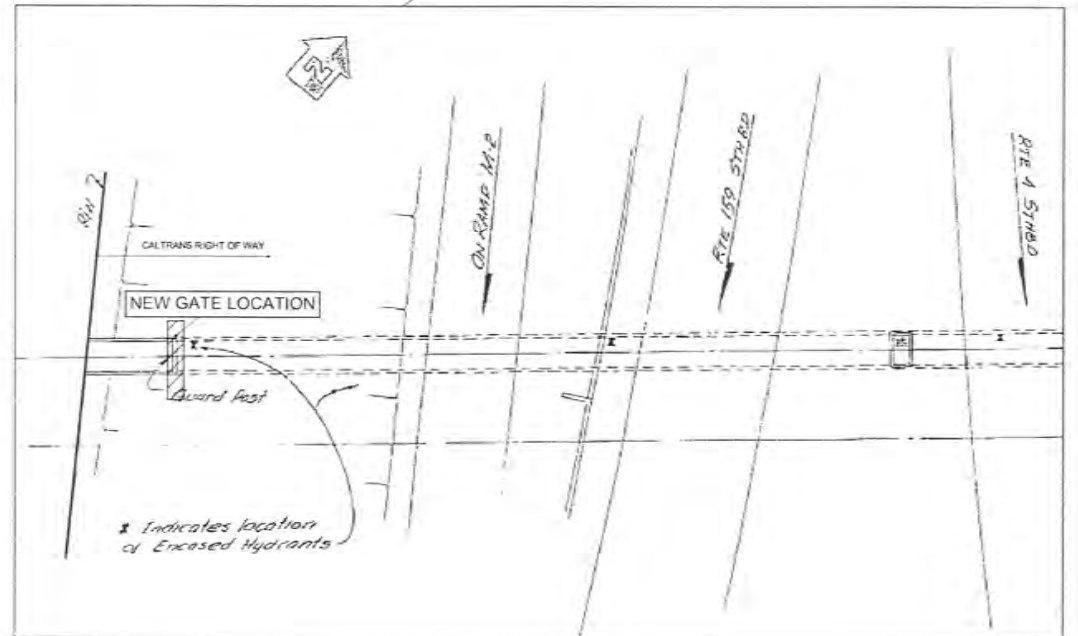 R/W
CALTRANS RIGHT OF WAY
NEW GATE LOCATION
Guard Post
ON RAMP M-2
RTE 159 STHBD
RTE 4 STHBD
Indicates location
of Encased Hydrants